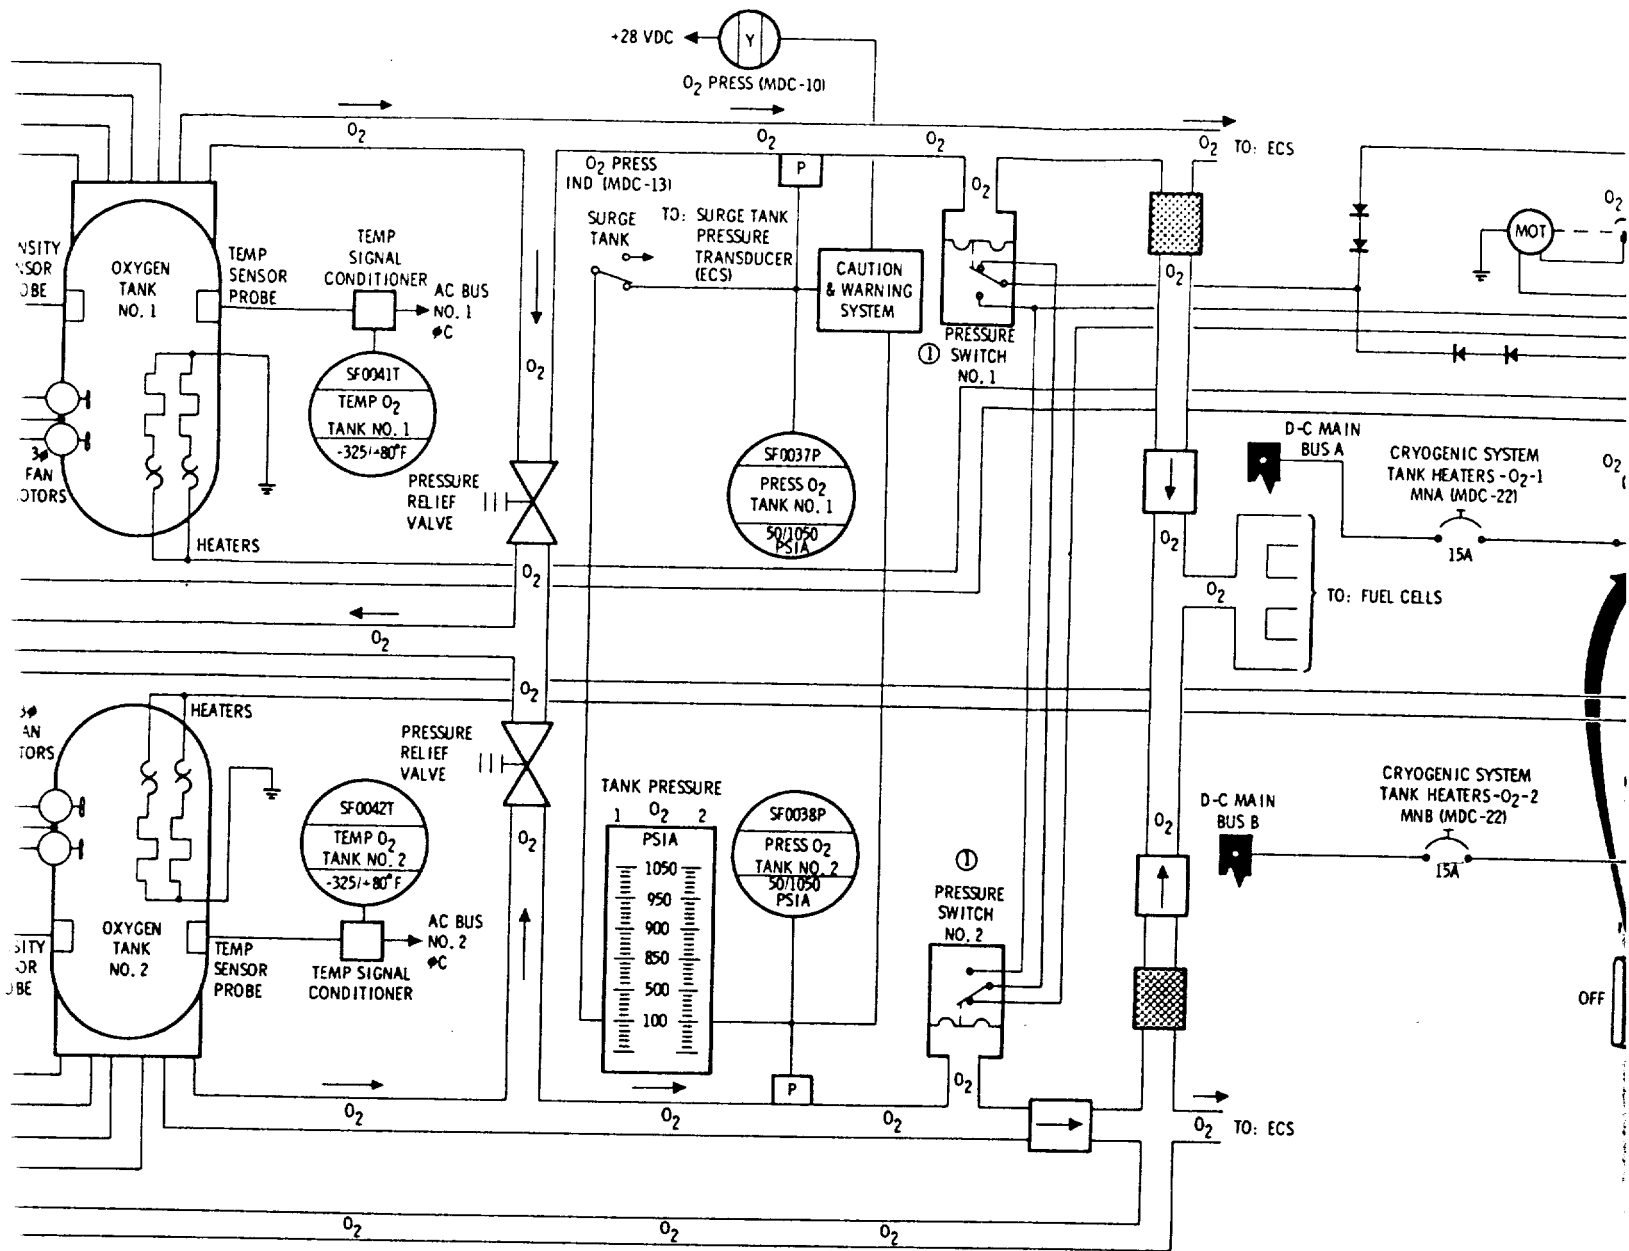 +28 VDC
Y
O2 PRESS (MDC-10)
O2
O2
O2
O2
TO: ECS
O2 PRESS
IND (MDC-13)
P
O2
O2
SURGE
TANK
TO: SURGE TANK
PRESSURE
TRANSDUCER
(ECS)
MOT
OXYGEN
TANK
NO. 1
TEMP
SENSOR
PROBE
TEMP
SIGNAL
CONDITIONER
AC BUS
NO. 1
φC
CAUTION
& WARNING
SYSTEM
O2
PRESSURE
SWITCH
NO. 1
1
O2
SF0041T
TEMP O2
TANK NO. 1
-325/+80°F
3φ
FAN
HEATERS
PRESSURE
RELIEF
VALVE
SF0037P
PRESS O2
TANK NO. 1
50/1050
PSIA
D-C MAIN
BUS A
CRYOGENIC SYSTEM
TANK HEATERS-O2-1
MNA (MDC-22)
15A
O2
O2
O2
O2
TO: FUEL CELLS
O2
O2
HEATERS
PRESSURE
RELIEF
VALVE
TANK PRESSURE
1 O2 2
PSIA
1050
950
900
850
500
100
SF0038P
PRESS O2
TANK NO. 2
50/1050
PSIA
D-C MAIN
BUS B
CRYOGENIC SYSTEM
TANK HEATERS-O2-2
MNB (MDC-22)
15A
O2
O2
SF0042T
TEMP O2
TANK NO. 2
-325/+80°F
1
PRESSURE
SWITCH
NO. 2
OXYGEN
TANK
NO. 2
TEMP
SENSOR
PROBE
TEMP SIGNAL
CONDITIONER
AC BUS
NO. 2
φC
OFF
P
O2
O2
O2
O2
O2
TO: ECS
O2
O2
O2